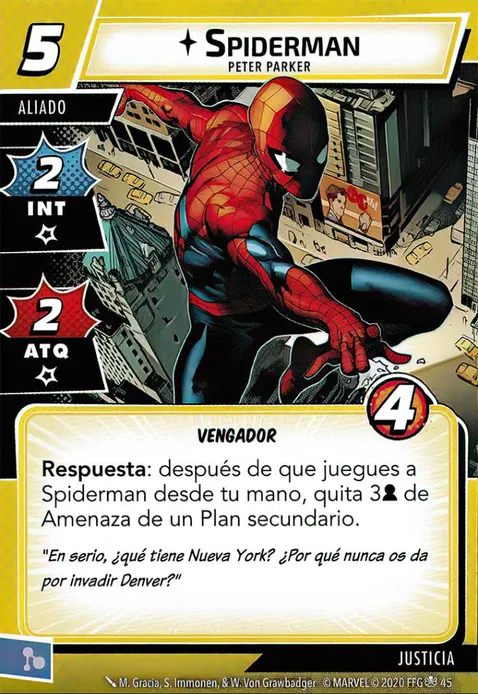 5
SPIDERMAN
PETER PARKER
ALIADO
2
INT
2
ATQ
4
VENGADOR
Respuesta: después de que juegues a
Spiderman desde tu mano, quita 3 de
Amenaza de un Plan secundario.
"En serio, ¿qué tiene Nueva York? ¿Por qué nunca os da
por invadir Denver?"
JUSTICIA
M. Gracia, S. Immonen, & W. Von Grawbadger © MARVEL © 2020 FFG 45